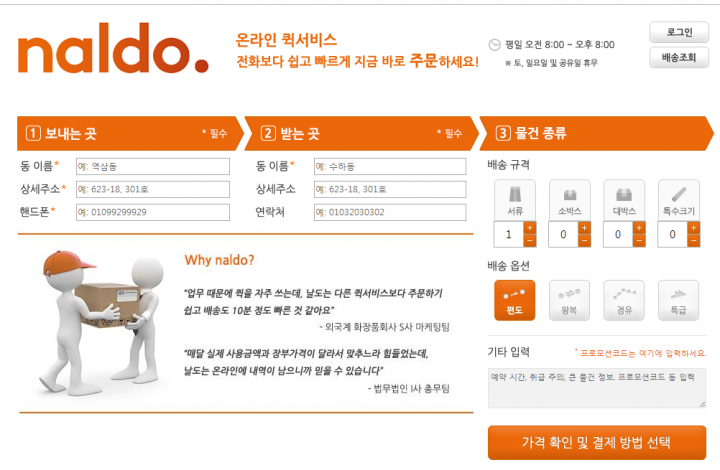 naldo.
온라인 퀵서비스
전화보다 쉽고 빠르게 지금 바로 주문하세요!
평일 오전 8:00 ~ 오후 8:00
※ 토, 일요일 및 공유일 휴무
로그인
배송조회
1 보내는 곳 * 필수
동 이름* 예: 역삼동
상세주소* 예: 623-18, 301호
핸드폰* 예: 01099299929
2 받는 곳 * 필수
동 이름* 예: 수하동
상세주소 예: 623-18, 301호
연락처 예: 01032030302
3 물건 종류
배송 규격
서류 소박스 대박스 특수크기
1 + - 0 + - 0 + - 0 + -
배송 옵션
편도 왕복 경유 특급
기타 입력 * 프로모션코드는 여기에 입력하세요.
예약 시간, 취급 주의, 큰 물건 정보, 프로모션코드 등 입력
가격 확인 및 결제 방법 선택
Why naldo?
“업무 때문에 퀵을 자주 쓰는데, 날도는 다른 퀵서비스보다 주문하기
쉽고 배송도 10분 정도 빠른 것 같아요”
- 외국계 화장품회사 S사 마케팅팀
“매달 실제 사용금액과 장부가격이 달라서 맞추느라 힘들었는데,
날도는 온라인에 내역이 남으니까 믿을 수 있습니다”
- 법무법인 I사 총무팀